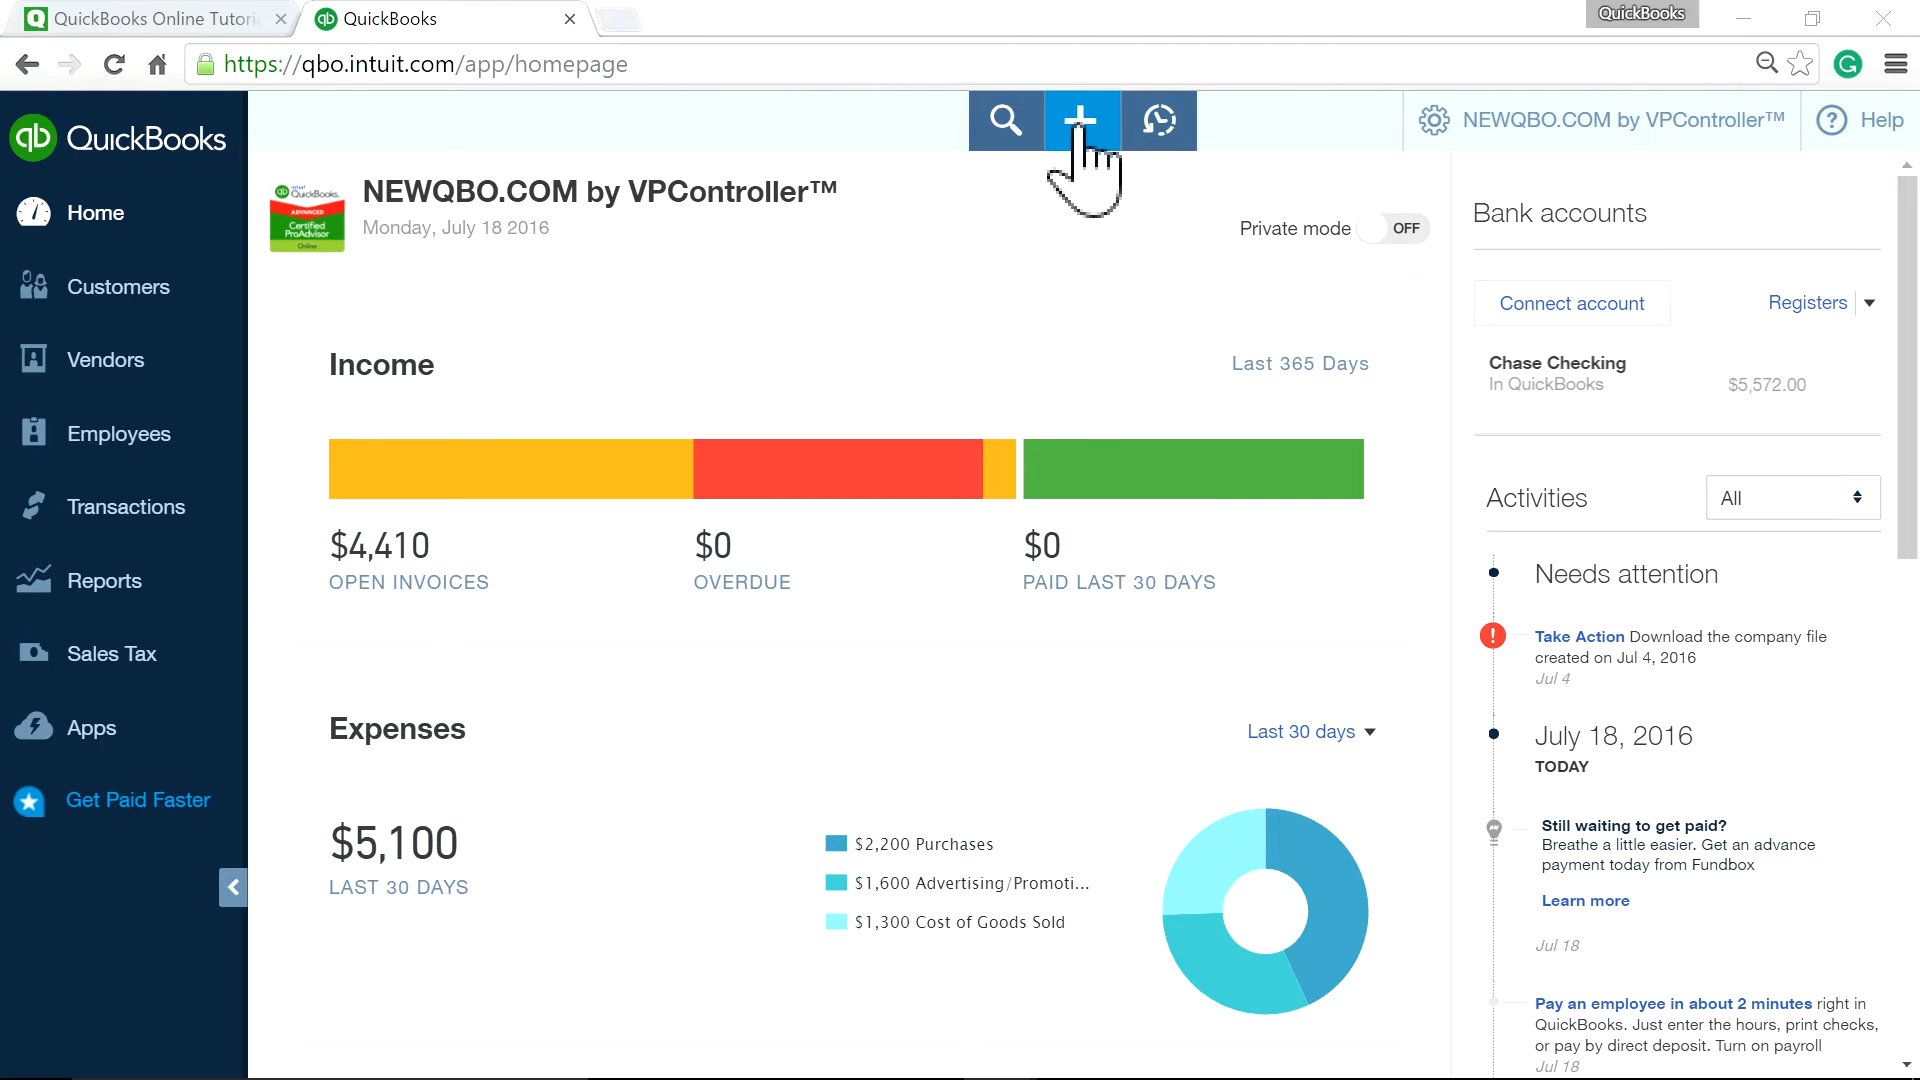 QuickBooks Online Tutori
QuickBooks
QuickBooks
https://qbo.intuit.com/app/homepage
QuickBooks
NEWQBO.COM by VPController™
Help
Home
Customers
Vendors
Employees
Transactions
Reports
Sales Tax
Apps
Get Paid Faster
QuickBooks.
ADVANCED
Certified
ProAdvisor
Online
NEWQBO.COM by VPController™
Monday, July 18 2016
Private mode OFF
Income
Last 365 Days
$4,410
OPEN INVOICES
$0
OVERDUE
$0
PAID LAST 30 DAYS
Expenses
Last 30 days
$5,100
LAST 30 DAYS
$2,200 Purchases
$1,600 Advertising/Promoti...
$1,300 Cost of Goods Sold
Bank accounts
Connect account
Registers
Chase Checking
In QuickBooks
$5,572.00
Activities
All
Needs attention
Take Action Download the company file
created on Jul 4, 2016
Jul 4
July 18, 2016
TODAY
Still waiting to get paid?
Breathe a little easier. Get an advance
payment today from Fundbox
Learn more
Jul 18
Pay an employee in about 2 minutes right in
QuickBooks. Just enter the hours, print checks,
or pay by direct deposit. Turn on payroll
Jul 18